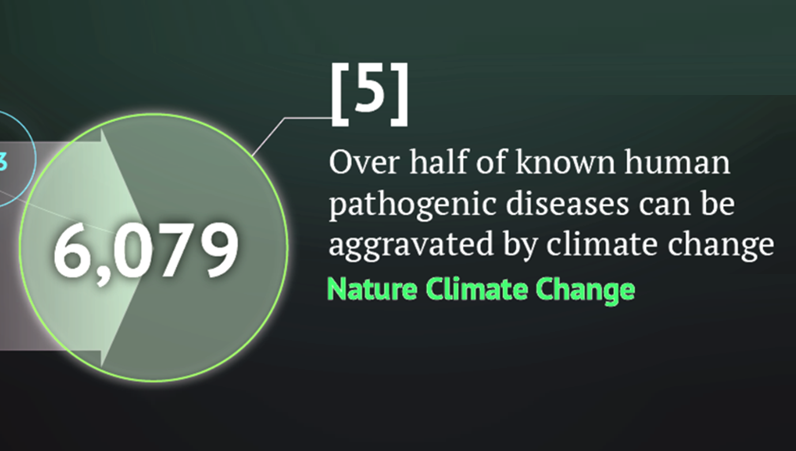 [5]
3
6,079
Over half of known human
pathogenic diseases can be
aggravated by climate change
Nature Climate Change